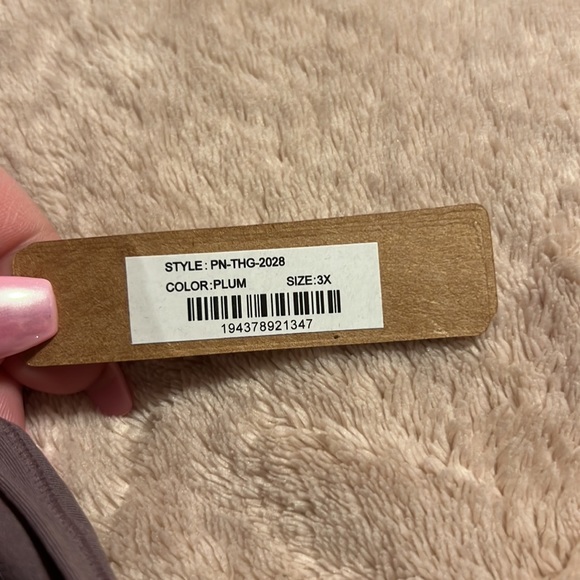 STYLE: PN-THG-2028
COLOR:PLUM SIZE:3X
194378921347